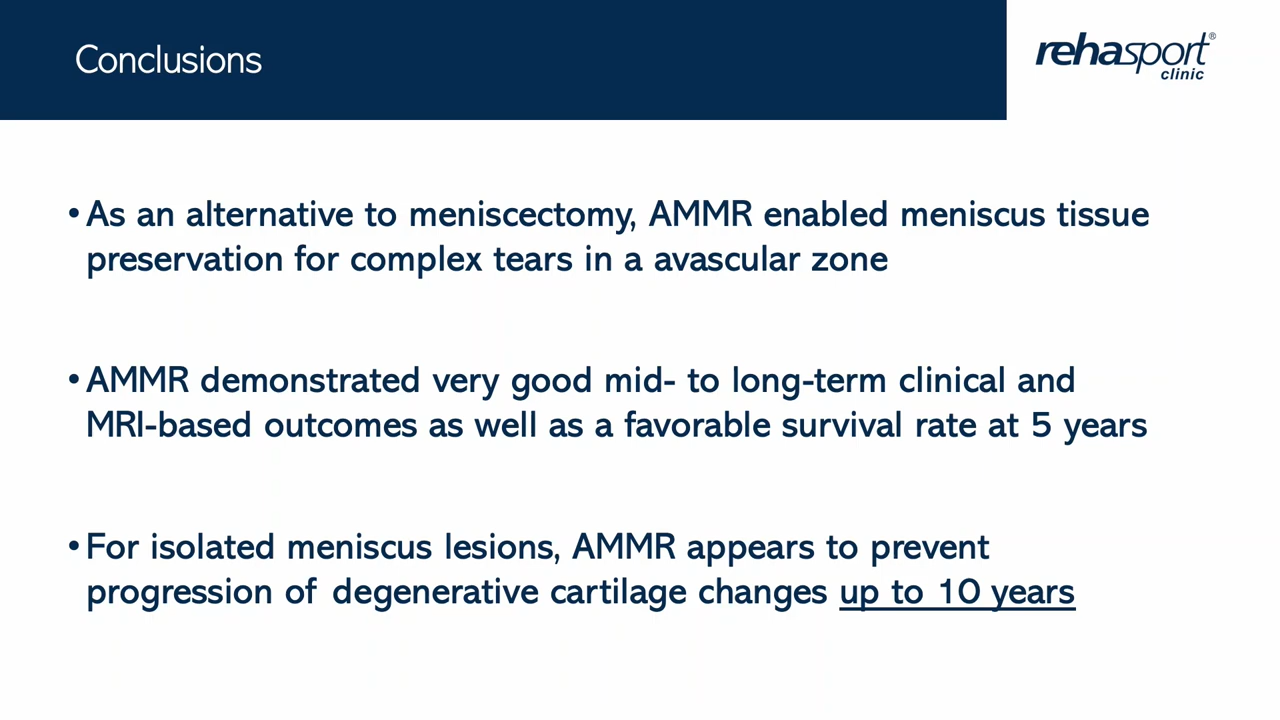 Conclusions
rehasport®
clinic
•As an alternative to meniscectomy, AMMR enabled meniscus tissue
preservation for complex tears in a avascular zone
•AMMR demonstrated very good mid- to long-term clinical and
MRI-based outcomes as well as a favorable survival rate at 5 years
•For isolated meniscus lesions, AMMR appears to prevent
progression of degenerative cartilage changes up to 10 years